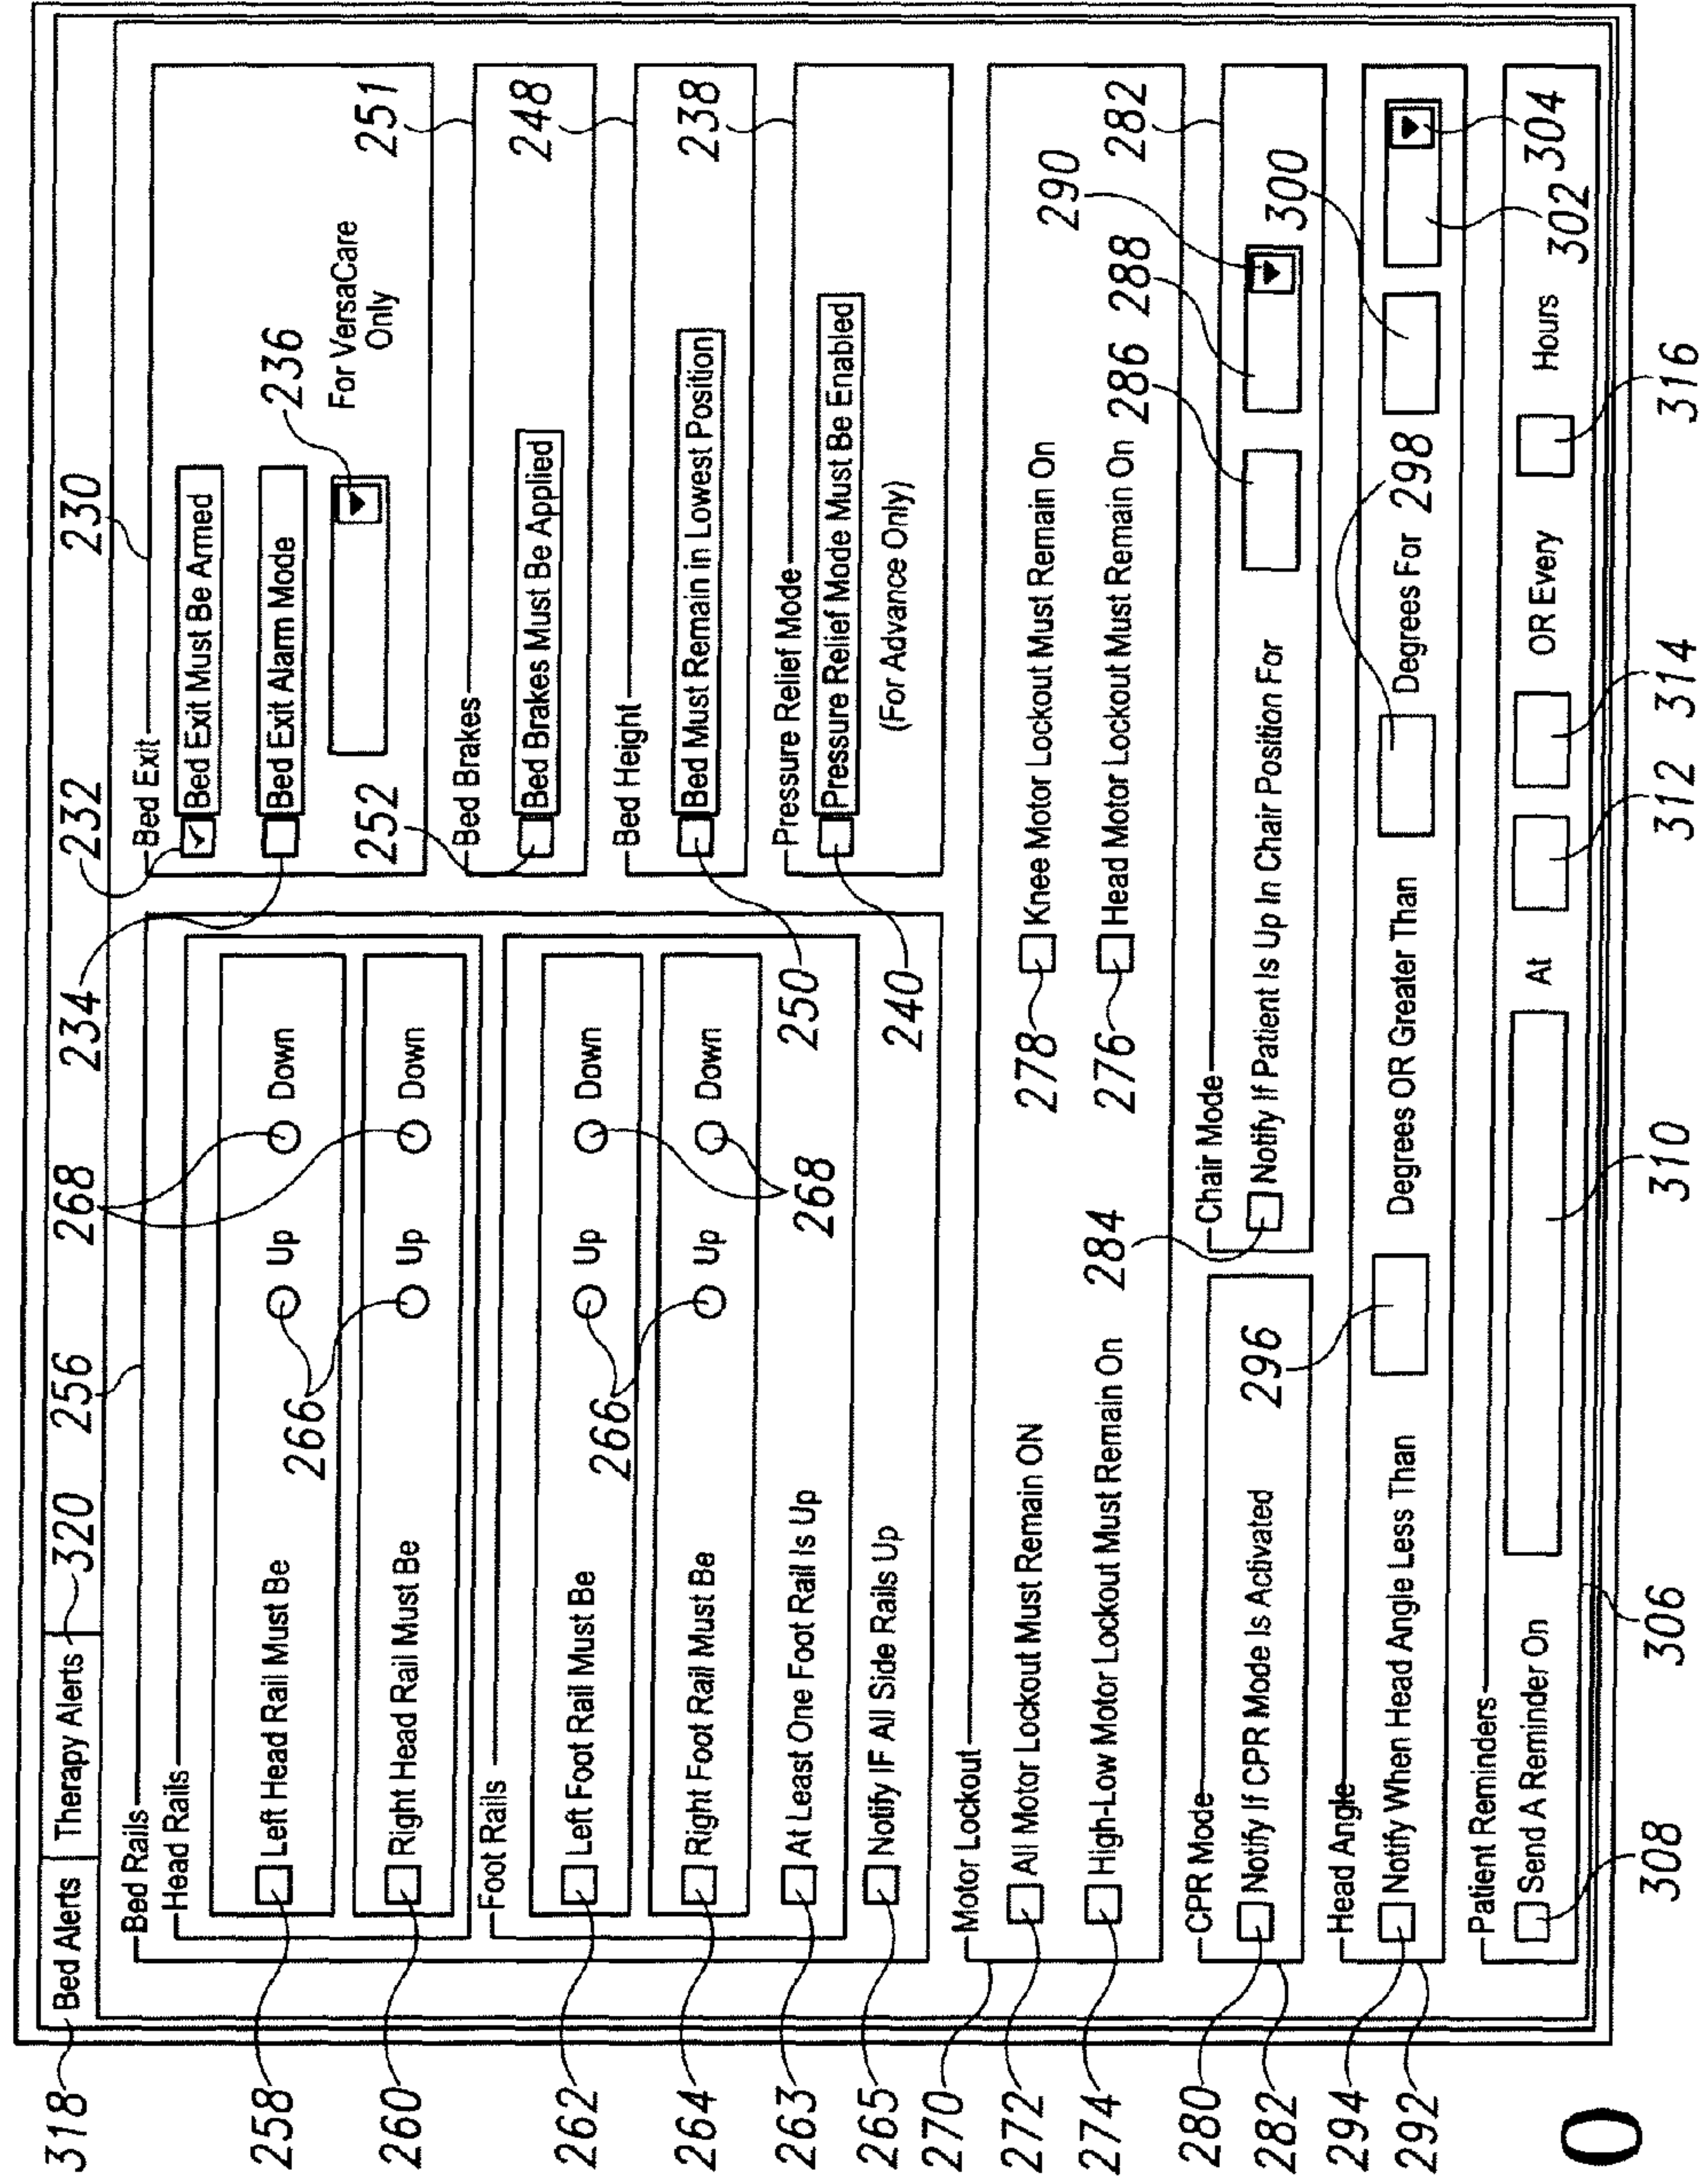 318 Bed Alerts Therapy Alerts 320 256 268 234 232 230
Bed Rails
Head Rails
258 Left Head Rail Must Be 266 Up Down
260 Right Head Rail Must Be Up Down
Foot Rails
262 Left Foot Rail Must Be 266 Up Down
264 Right Foot Rail Must Be Up Down
263 At Least One Foot Rail Is Up 268
265 Notify IF All Side Rails Up
Bed Exit
Bed Exit Must Be Armed
Bed Exit Alarm Mode 236
For VersaCare
Only
252 251
Bed Brakes
Bed Brakes Must Be Applied 248
Bed Height
Bed Must Remain in Lowest Position 238
250
Pressure Relief Mode
Pressure Relief Mode Must Be Enabled
240 (For Advance Only)
270 Motor Lockout
272 All Motor Lockout Must Remain ON 278 Knee Motor Lockout Must Remain On 290
274 High-Low Motor Lockout Must Remain On 284 276 Head Motor Lockout Must Remain On 286 288 282
CPR Mode Chair Mode
280 Notify If CPR Mode Is Activated 296 Notify If Patient Is Up In Chair Position For 300
282
Head Angle
294 Notify When Head Angle Less Than Degrees OR Greater Than Degrees For 298
292
Patient Reminders
Send A Reminder On At OR Every Hours 302 304
308 306 310 312 314 316
0